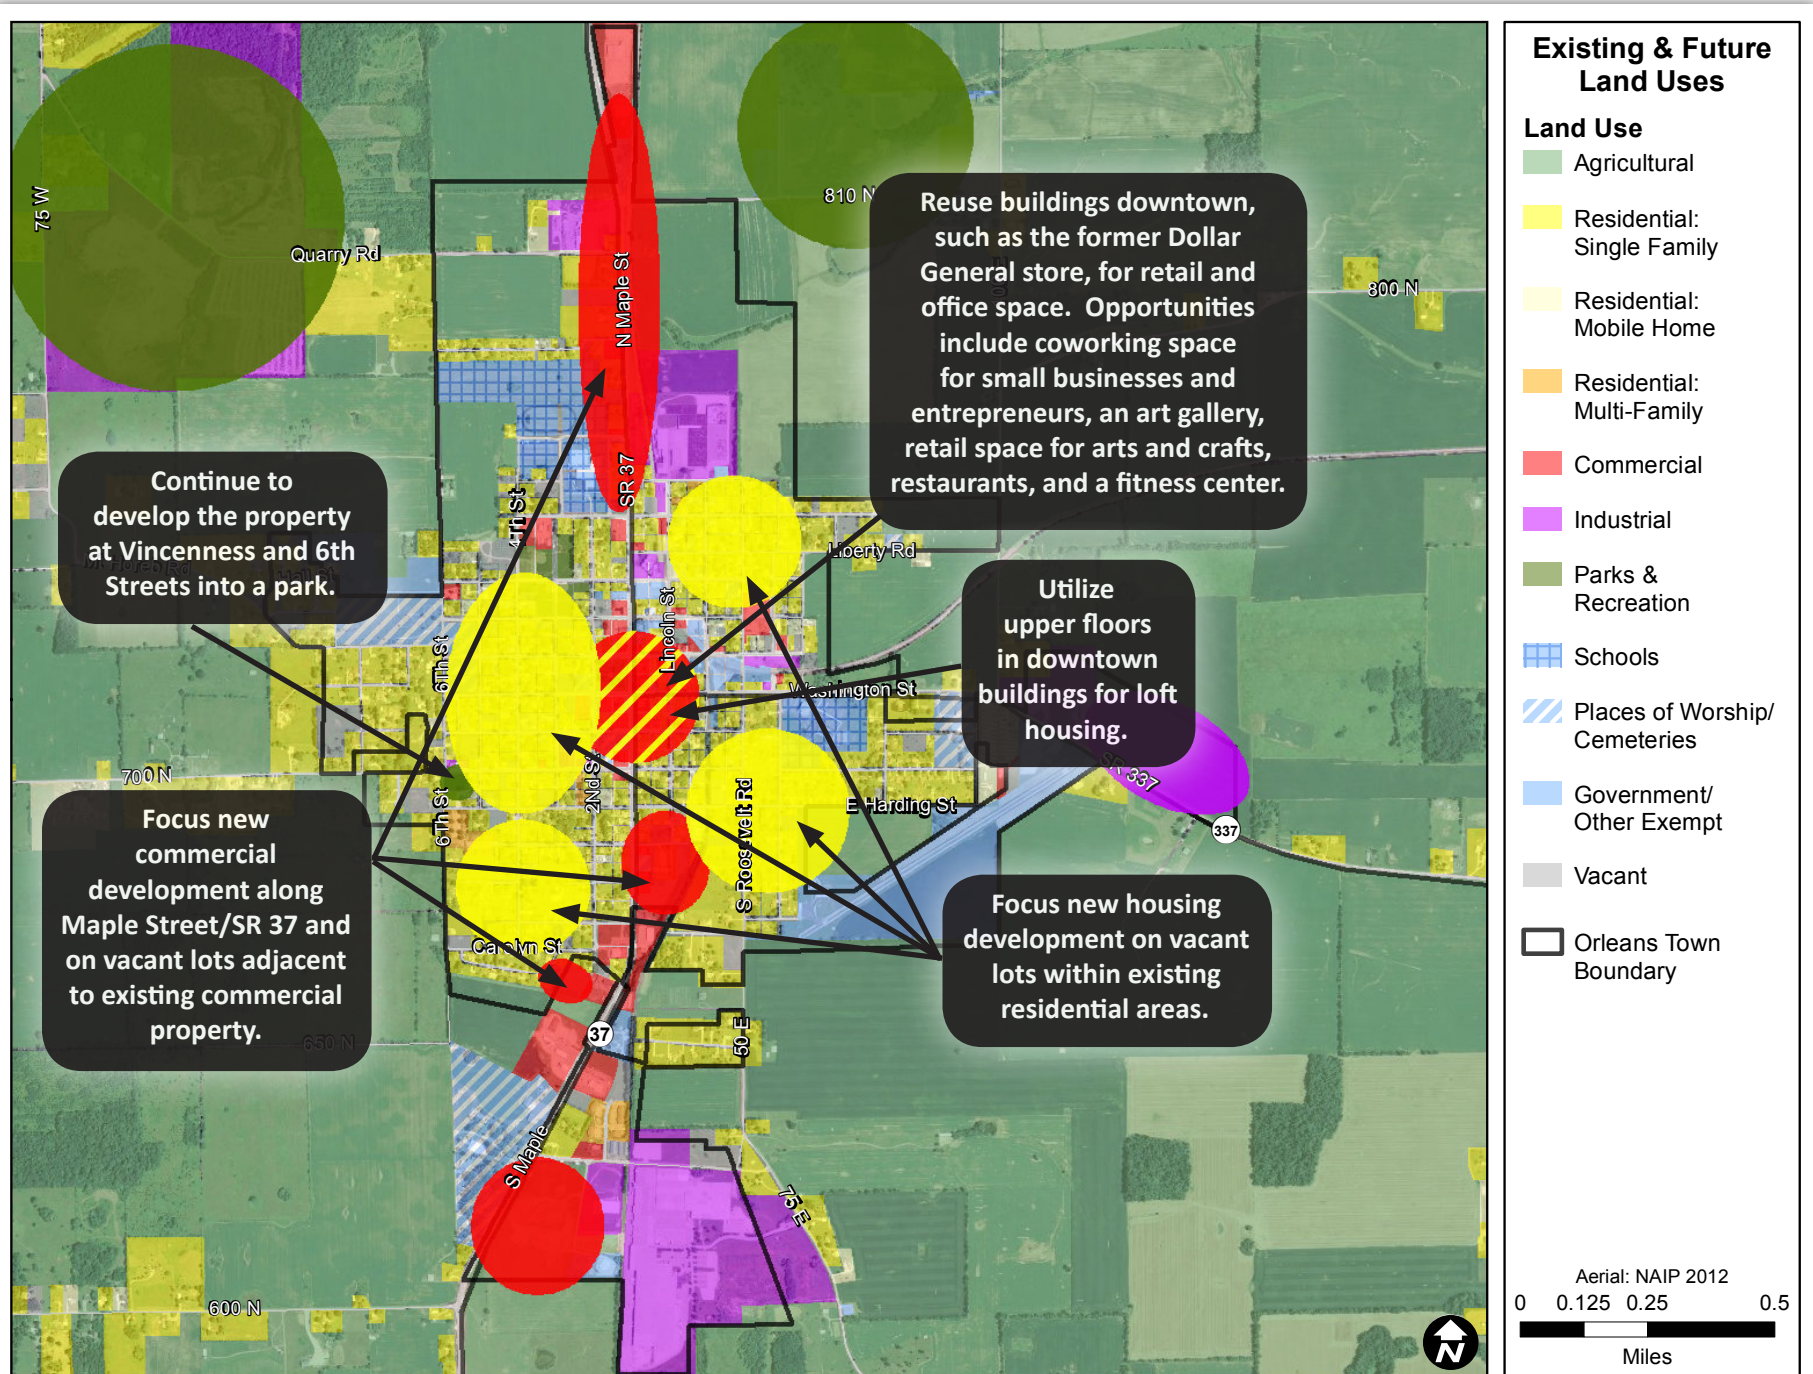 75 W
Quarry Rd
810 N
N Maple St
800 N
Reuse buildings downtown,
such as the former Dollar
General store, for retail and
office space.  Opportunities
include coworking space
for small businesses and
entrepreneurs, an art gallery,
retail space for arts and crafts,
restaurants, and a fitness center.
Continue to
develop the property
at Vincenness and 6th
Streets into a park.
4Th St
SR 37
Liberty Rd
Utilize
upper floors
in downtown
buildings for loft
housing.
Lincoln St
6Th St
Washington St
700 N
2Nd St
S Roosevelt Rd
E Harding St
SR 337
337
6Th St
Focus new
commercial
development along
Maple Street/SR 37 and
on vacant lots adjacent
to existing commercial
property.
Focus new housing
development on vacant
lots within existing
residential areas.
Carolyn St
650 N
37
50 E
S Maple
75 E
600 N
N
Existing & Future
Land Uses
Land Use
Agricultural
Residential:
Single Family
Residential:
Mobile Home
Residential:
Multi-Family
Commercial
Industrial
Parks &
Recreation
Schools
Places of Worship/
Cemeteries
Government/
Other Exempt
Vacant
Orleans Town
Boundary
Aerial: NAIP 2012
0 0.125 0.25 0.5
Miles